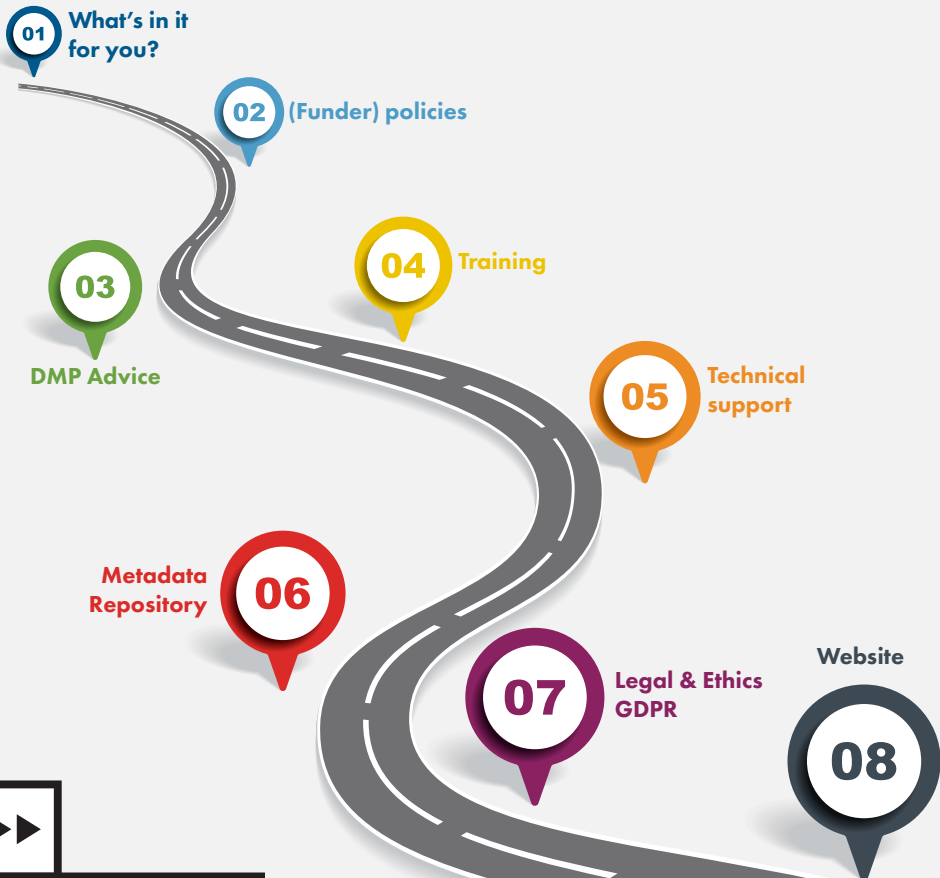 01
What's in it
for you?
02
(Funder) policies
03
DMP Advice
04
Training
05
Technical
support
06
Metadata
Repository
07
Legal & Ethics
GDPR
Website
08